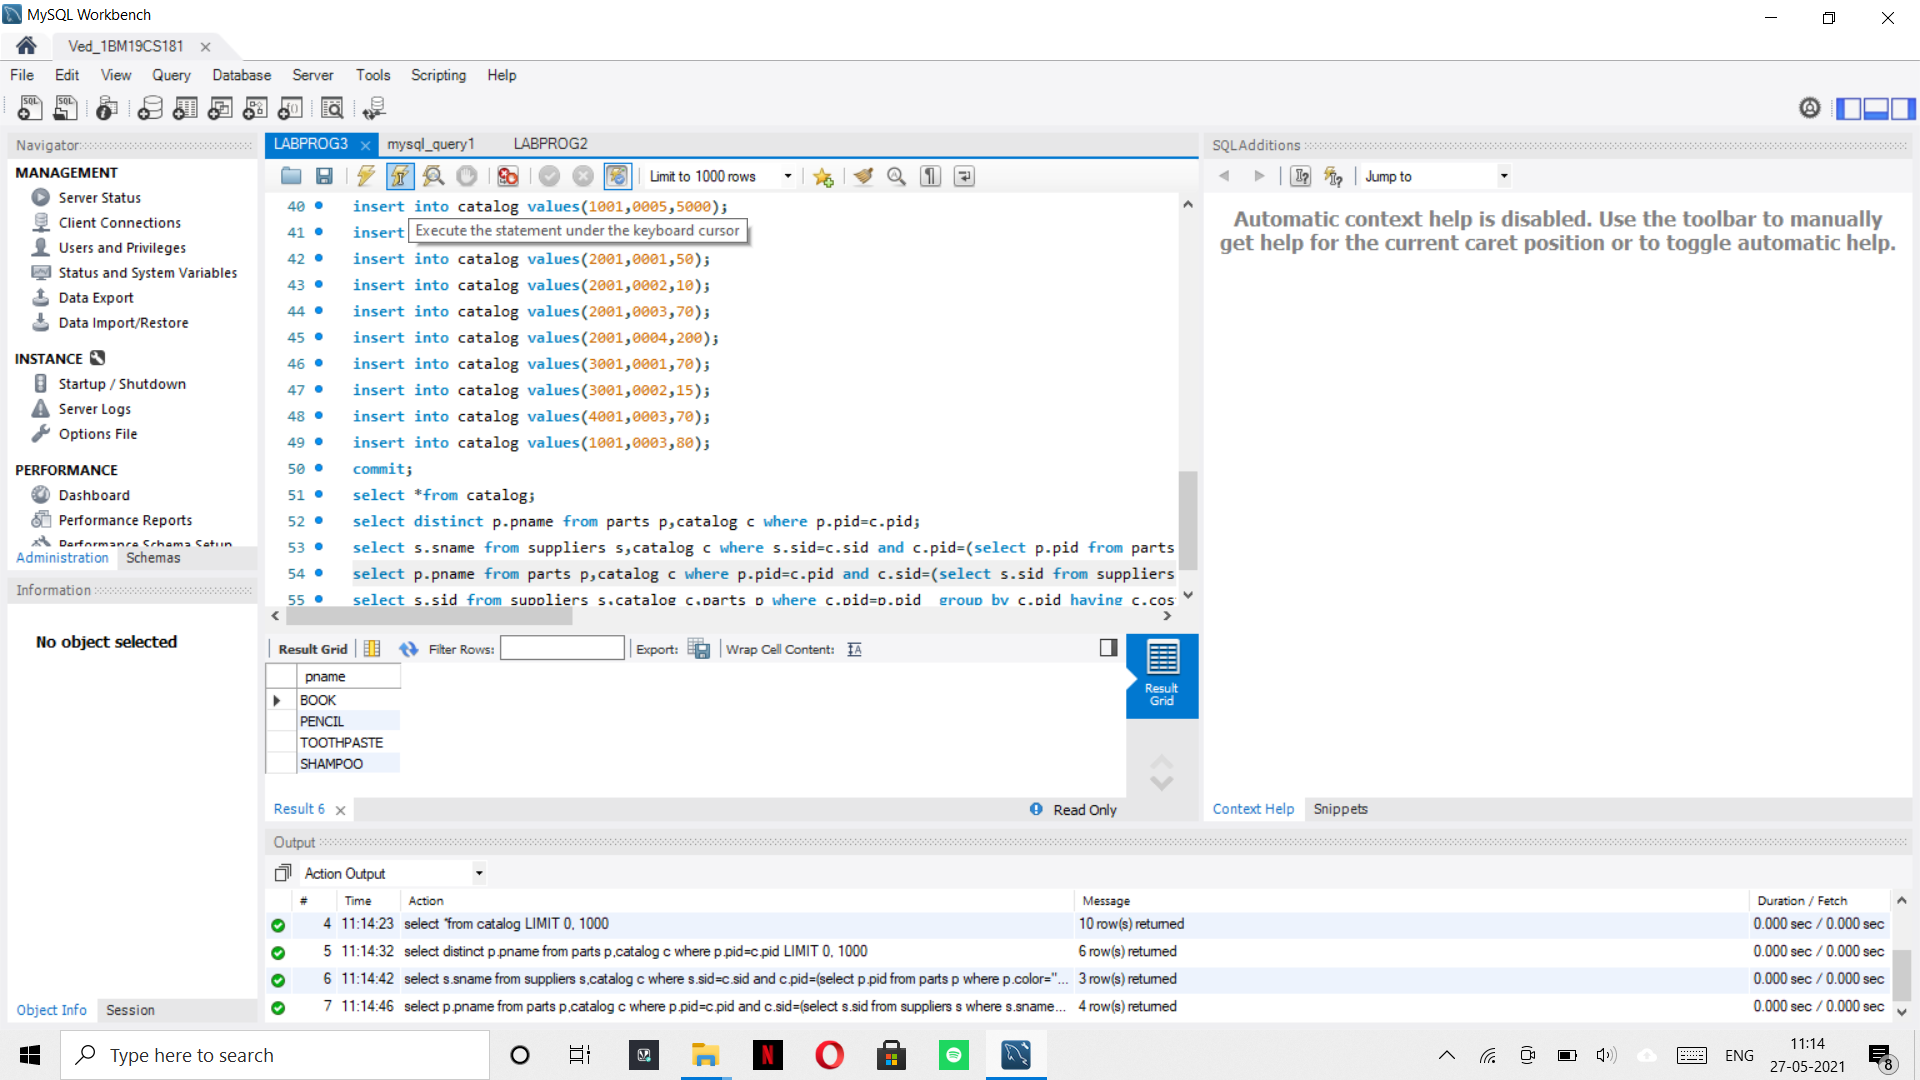 MySQL Workbench
Ved_1BM19CS181
File Edit View Query Database Server Tools Scripting Help
Navigator
MANAGEMENT
Server Status
Client Connections
Users and Privileges
Status and System Variables
Data Export
Data Import/Restore
INSTANCE
Startup / Shutdown
Server Logs
Options File
PERFORMANCE
Dashboard
Performance Reports
Performance Schema Setup
Administration Schemas
Information
No object selected
Object Info Session
LABPROG3 mysql_query1 LABPROG2
Limit to 1000 rows
40 insert into catalog values(1001,0005,5000);
41 insert
Execute the statement under the keyboard cursor
42 insert into catalog values(2001,0001,50);
43 insert into catalog values(2001,0002,10);
44 insert into catalog values(2001,0003,70);
45 insert into catalog values(2001,0004,200);
46 insert into catalog values(3001,0001,70);
47 insert into catalog values(3001,0002,15);
48 insert into catalog values(4001,0003,70);
49 insert into catalog values(1001,0003,80);
50 commit;
51 select *from catalog;
52 select distinct p.pname from parts p,catalog c where p.pid=c.pid;
53 select s.sname from suppliers s,catalog c where s.sid=c.sid and c.pid=(select p.pid from parts
54 select p.pname from parts p,catalog c where p.pid=c.pid and c.sid=(select s.sid from suppliers
55 select s.sid from suppliers s,catalog c,parts p where c.pid=p.pid group by c.pid having c.cos
Result Grid Filter Rows: Export: Wrap Cell Content:
pname
BOOK
PENCIL
TOOTHPASTE
SHAMPOO
Result Grid
Result 6
Read Only
SQLAdditions
Jump to
Automatic context help is disabled. Use the toolbar to manually
get help for the current caret position or to toggle automatic help.
Context Help Snippets
Output
Action Output
# Time Action Message Duration / Fetch
4 11:14:23 select *from catalog LIMIT 0, 1000 10 row(s) returned 0.000 sec / 0.000 sec
5 11:14:32 select distinct p.pname from parts p,catalog c where p.pid=c.pid LIMIT 0, 1000 6 row(s) returned 0.000 sec / 0.000 sec
6 11:14:42 select s.sname from suppliers s,catalog c where s.sid=c.sid and c.pid=(select p.pid from parts p where p.color="... 3 row(s) returned 0.000 sec / 0.000 sec
7 11:14:46 select p.pname from parts p,catalog c where p.pid=c.pid and c.sid=(select s.sid from suppliers s where s.sname... 4 row(s) returned 0.000 sec / 0.000 sec
Type here to search
ENG
11:14
27-05-2021
8